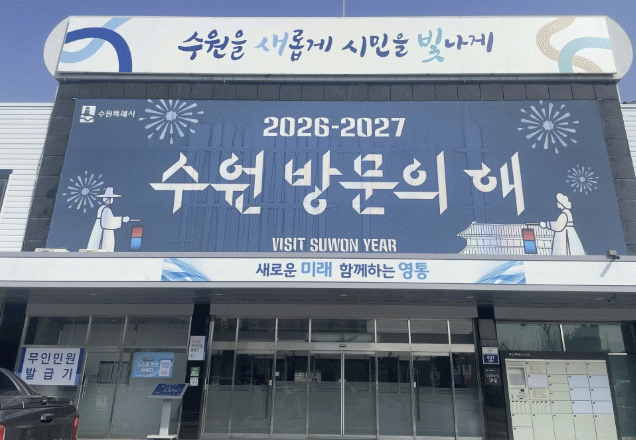 수원을 새롭게 시민을 빛나게
수원특례시
2026-2027
수원 방문의 해
VISIT SUWON YEAR
새로운 미래 함께하는 영통
무인민원
발급기